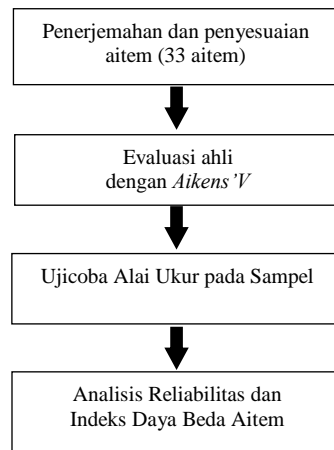 Penerjemahan dan penyesuaian
aitem (33 aitem)
Evaluasi ahli
dengan Aikens’V
Ujicoba Alai Ukur pada Sampel
Analisis Reliabilitas dan
Indeks Daya Beda Aitem